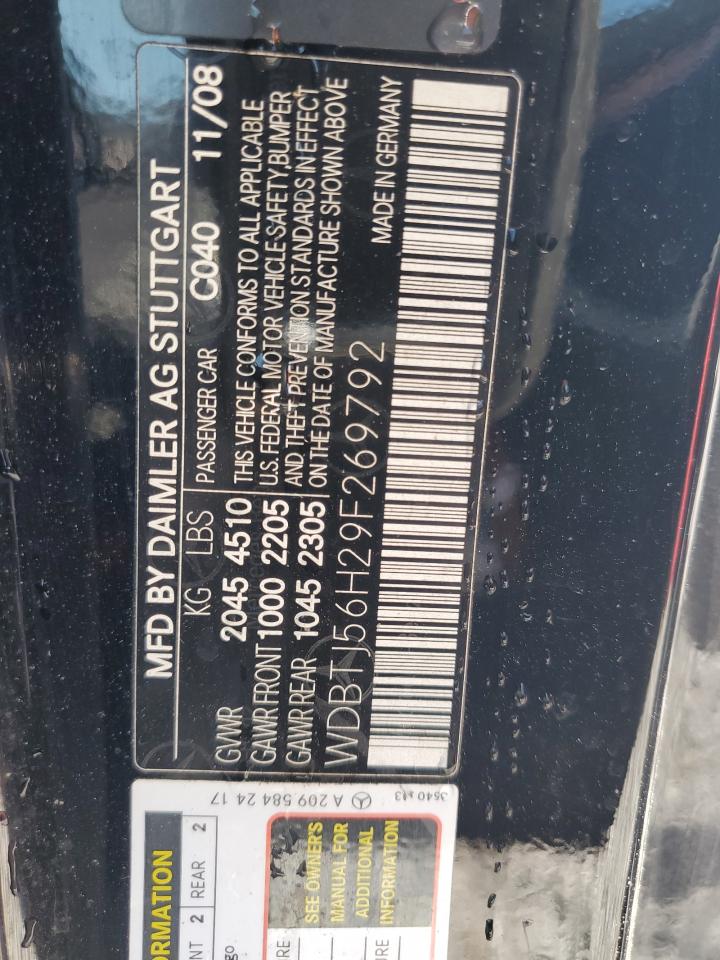 MFD BY DAIMLER AG STUTTGART
KG LBS PASSENGER CAR C040 11/08
GVWR 2045 4510 THIS VEHICLE CONFORMS TO ALL APPLICABLE
GAWR FRONT 1000 2205 U.S. FEDERAL MOTOR VEHICLE-SAFETY,BUMPER
GAWR REAR 1045 2305 AND THEFT PREVENTION STANDARDS IN EFFECT
ON THE DATE OF MANUFACTURE SHOWN ABOVE
WDBTJ56H29F269792
MADE IN GERMANY
ORMATION
NT 2 REAR 2
go
A 209 584 24 17
SEE OWNER'S
MANUAL FOR
ADDITIONAL
INFORMATION